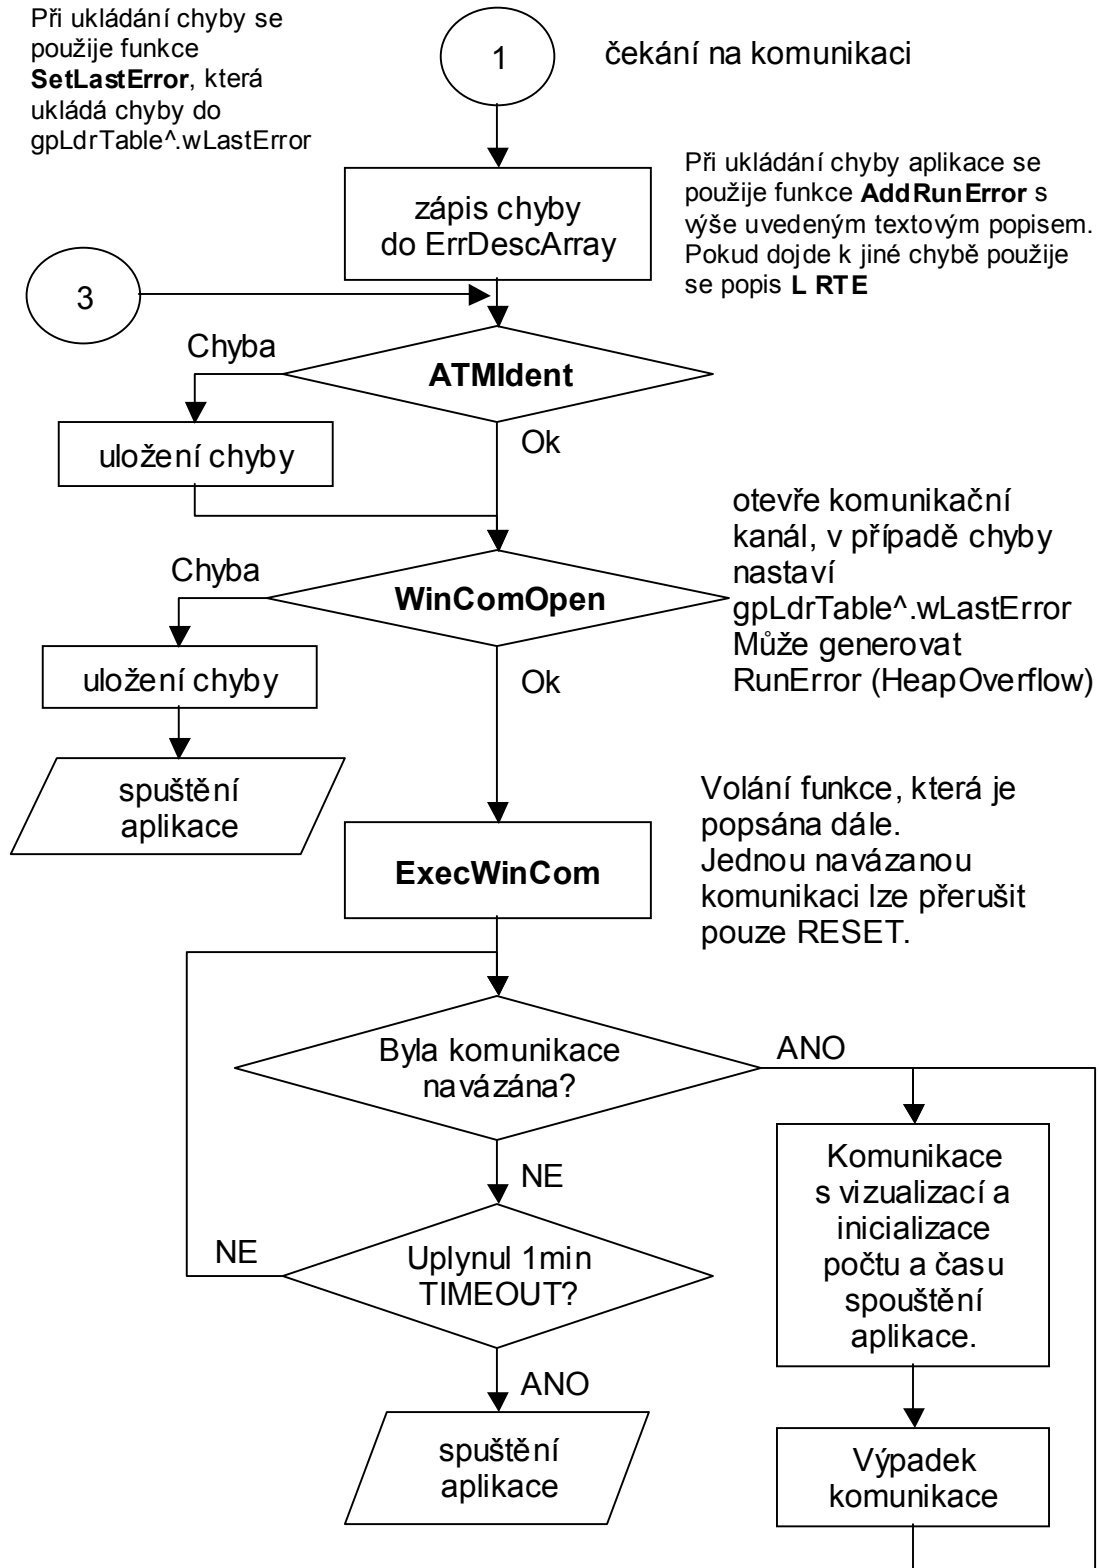 Při ukládání chyby se
použije funkce
SetLastError, která
ukládá chyby do
gpLdrTable^.wLastError
1
čekání na komunikaci
zápis chyby
do ErrDescArray
Při ukládání chyby aplikace se
použije funkce AddRunError s
výše uvedeným textovým popisem.
Pokud dojde k jiné chybě použije
se popis L RTE
3
Chyba
ATMIdent
uložení chyby
Ok
otevře komunikační
kanál, v případě chyby
nastaví
gpLdrTable^.wLastError
Může generovat
RunError (HeapOverflow)
Chyba
WinComOpen
uložení chyby
Ok
spuštění
aplikace
Volání funkce, která je
popsána dále.
Jednou navázanou
komunikaci lze přerušit
pouze RESET.
ExecWinCom
Byla komunikace
navázána?
ANO
NE
Komunikace
s vizualizací a
inicializace
počtu a času
spouštění
aplikace.
NE
Uplynul 1min
TIMEOUT?
ANO
spuštění
aplikace
Výpadek
komunikace